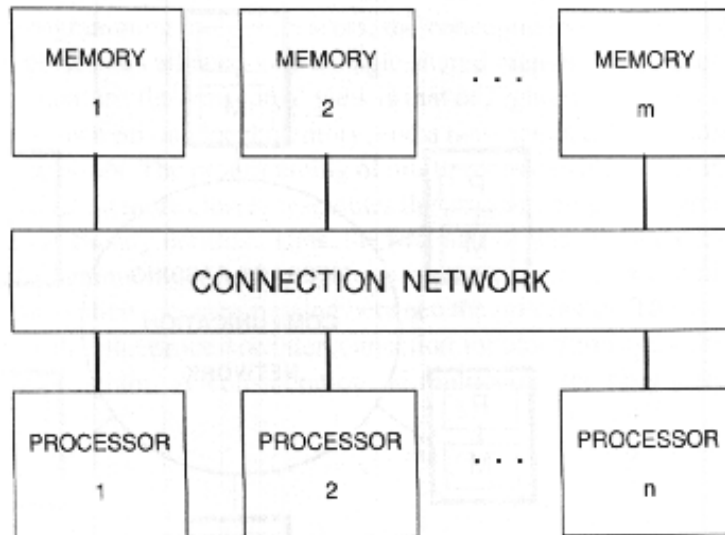 MEMORY
1
MEMORY
2
. . .
MEMORY
m
CONNECTION NETWORK
PROCESSOR
1
PROCESSOR
2
. . .
PROCESSOR
n